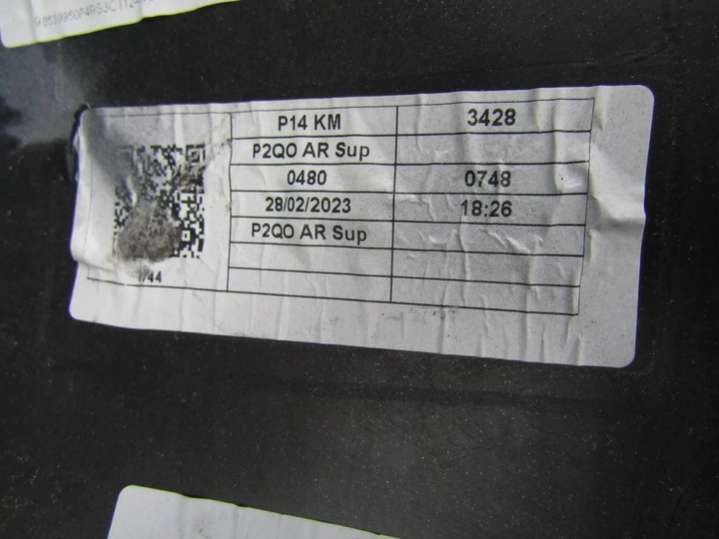 P14 KM 3428
P2QO AR Sup
0480 0748
28/02/2023 18:26
P2QO AR Sup